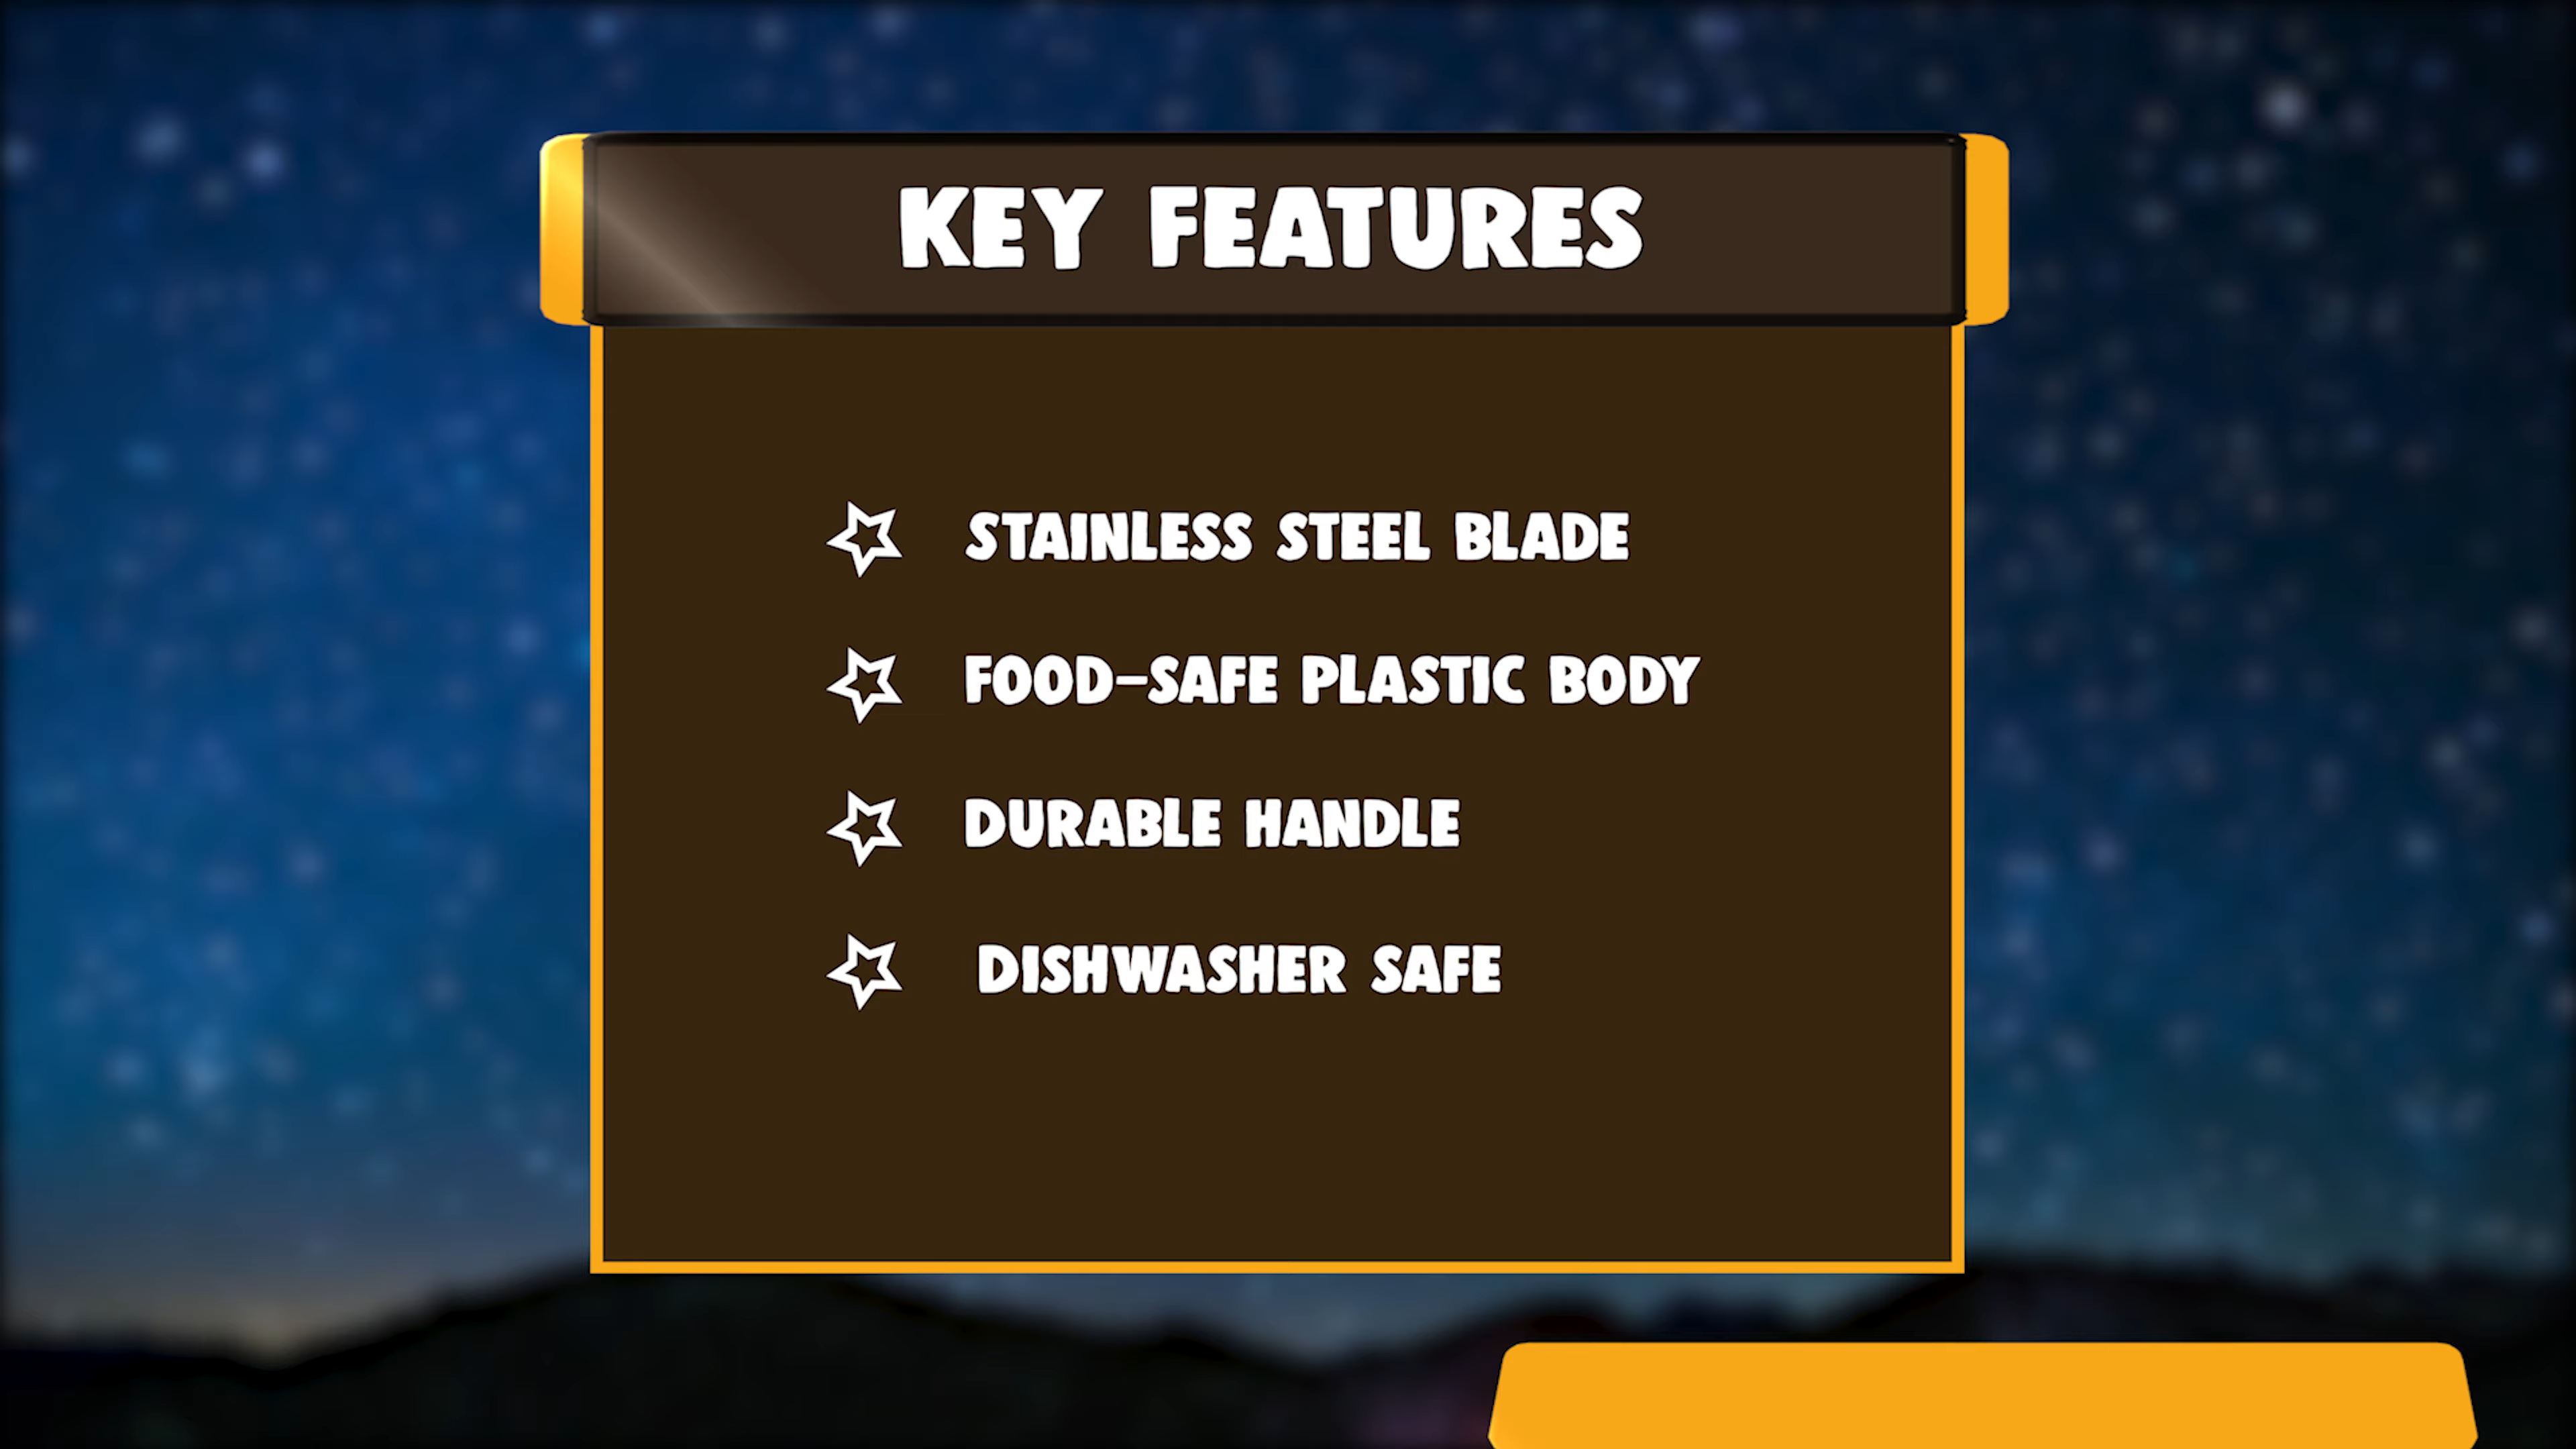 KEY FEATURES
STAINLESS STEEL BLADE
FOOD-SAFE PLASTIC BODY
DURABLE HANDLE
DISHWASHER SAFE